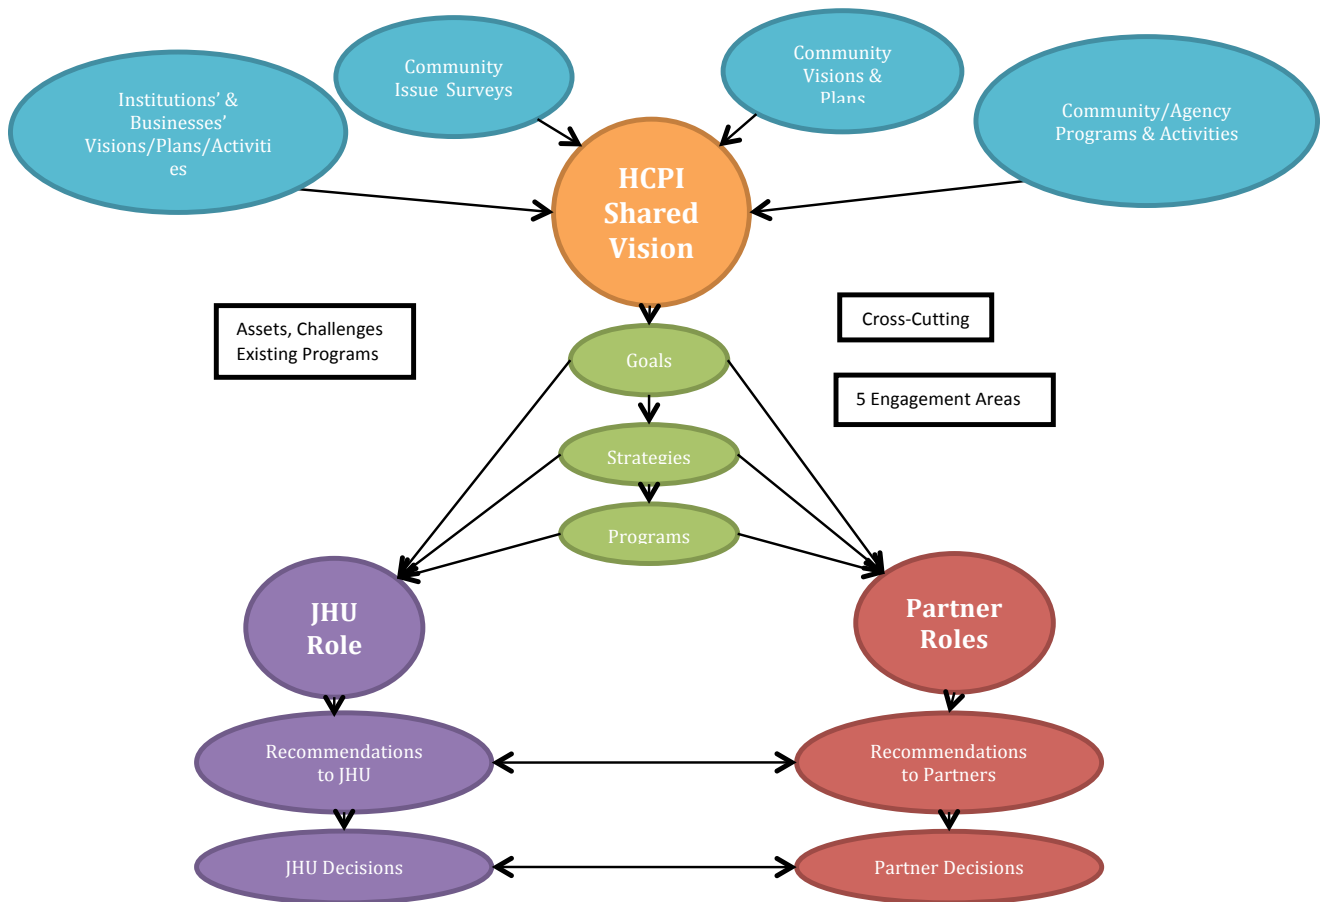 Institutions' &
Businesses'
Visions/Plans/Activiti
es
Community
Issue Surveys
Community
Visions &
Plans
Community/Agency
Programs & Activities
HCPI
Shared
Vision
Assets, Challenges
Existing Programs
Cross-Cutting
5 Engagement Areas
Goals
Strategies
Programs
JHU
Role
Partner
Roles
Recommendations
to JHU
Recommendations
to Partners
JHU Decisions
Partner Decisions